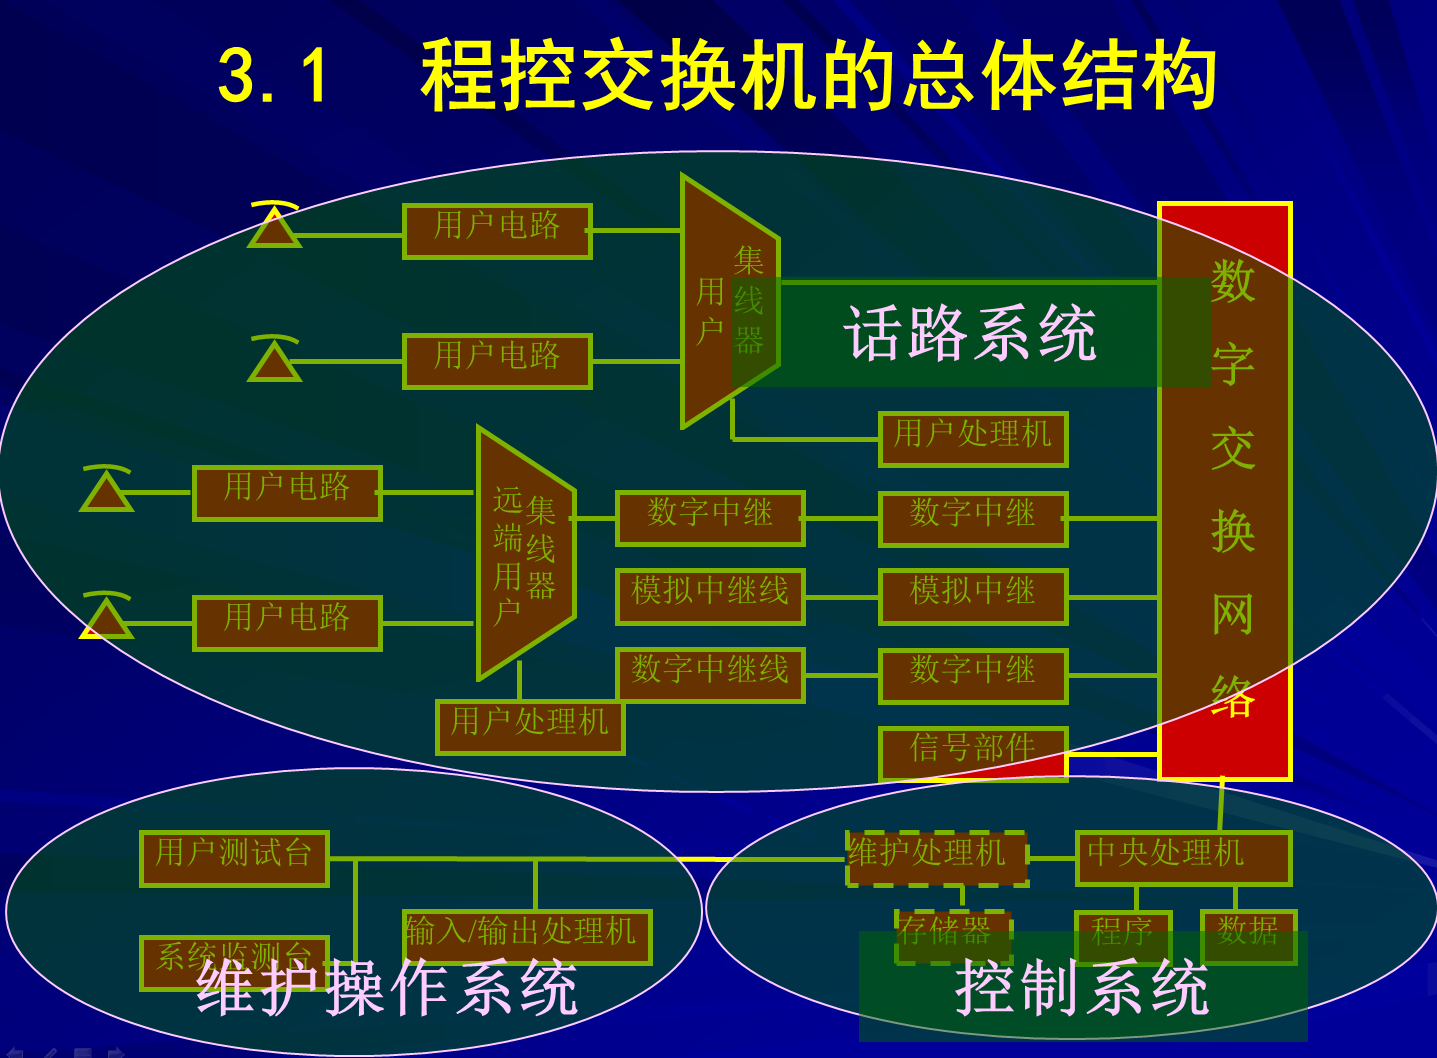 3.1 程控交换机的总体结构
用户电路
用户
集线器
话路系统
用户电路
用户处理机
数字交换网络
用户电路
远端用户
集线器
数字中继
数字中继
模拟中继线
模拟中继
用户电路
数字中继线
数字中继
用户处理机
信号部件
用户测试台
输入/输出处理机
系统监测台
维护操作系统
维护处理机
中央处理机
存储器
程序
数据
控制系统